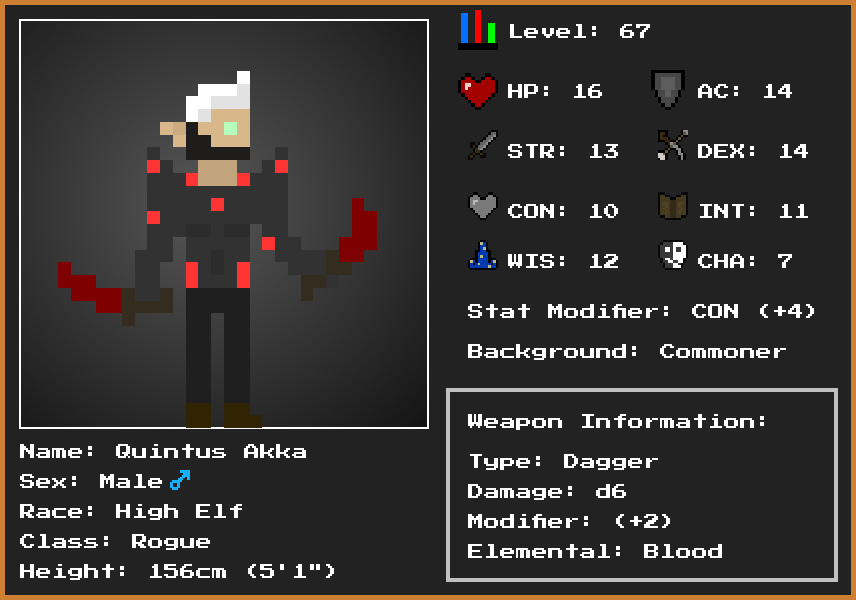 Level: 67
HP: 16 AC: 14
STR: 13 DEX: 14
CON: 10 INT: 11
WIS: 12 CHA: 7
Stat Modifier: CON (+4)
Background: Commoner
Weapon Information:
Type: Dagger
Damage: d6
Modifier: (+2)
Elemental: Blood
Name: Quintus Akka
Sex: Male♂
Race: High Elf
Class: Rogue
Height: 156cm (5'1")